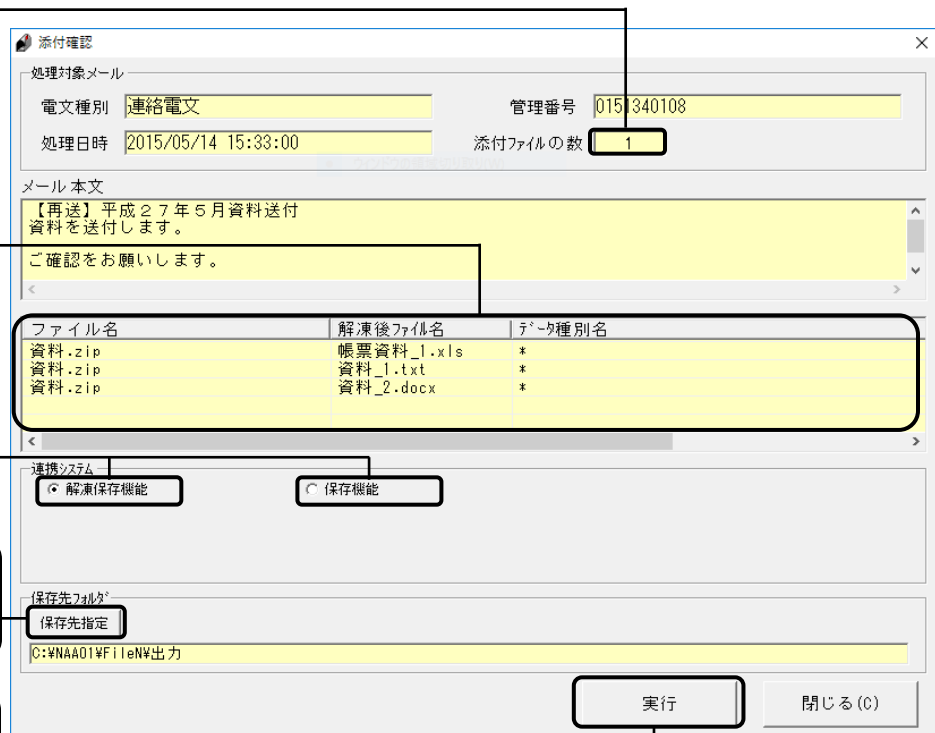 添付確認
処理対象メール
電文種別 連絡電文 管理番号 0151340108
処理日時 2015/05/14 15:33:00 添付ファイルの数 1
メール本文
【再送】平成２７年５月資料送付
資料を送付します。
ご確認をお願いします。
ファイル名 解凍後ファイル名 データ種別名
資料.zip 帳票資料_1.xls *
資料.zip 資料_1.txt *
資料.zip 資料_2.docx *
連携システム
解凍保存機能 保存機能
保存先フォルダ
保存先指定
C:¥NAA01¥FileN¥出力
実行 閉じる(C)